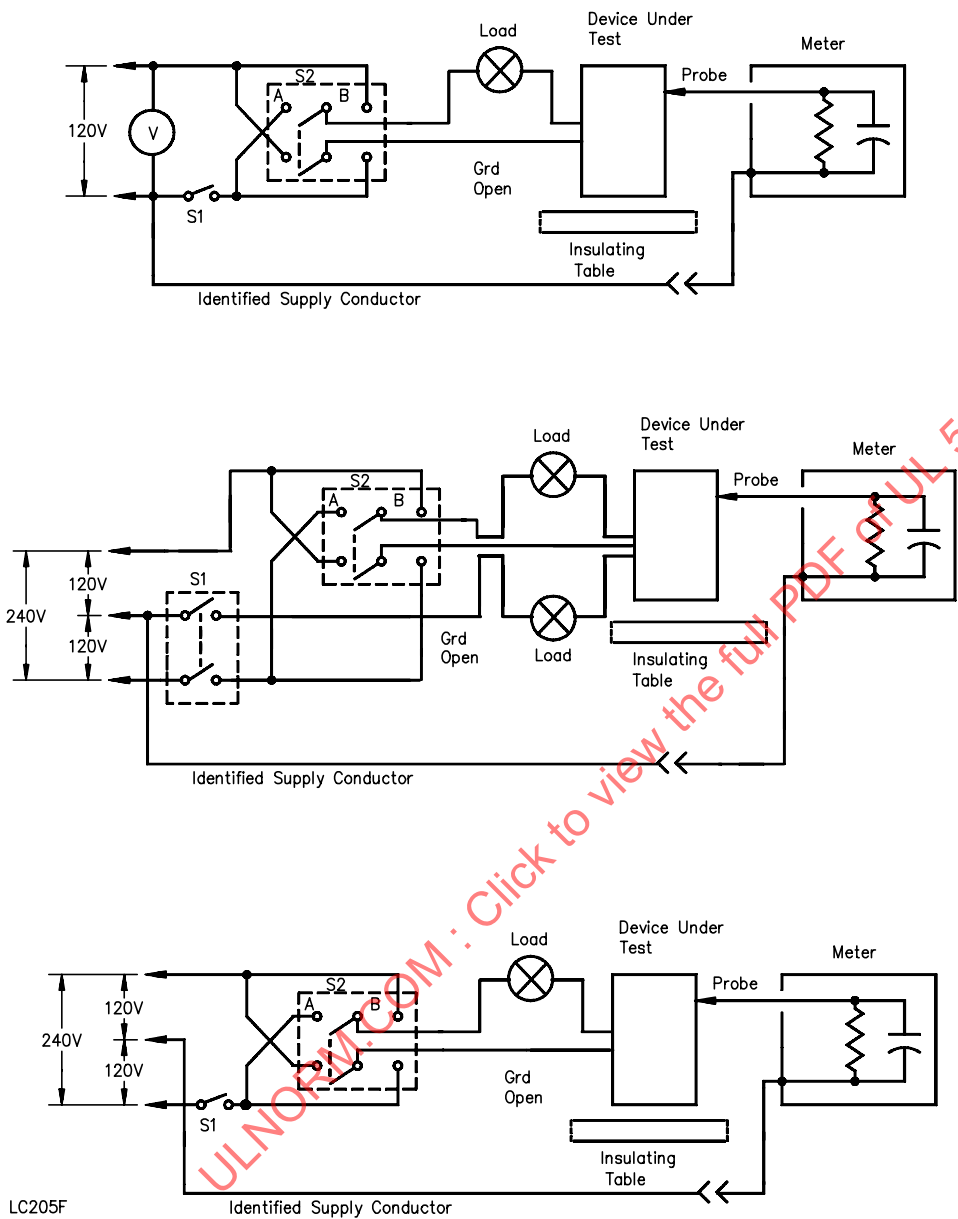 Device Under
Test
Load
Meter
S2
Probe
A
B
120V
V
Grd
Open
S1
Insulating
Table
Identified Supply Conductor
Device Under
Test
Load
Meter
S2
Probe
A
B
120V
S1
240V
120V
Grd
Open
Load
Insulating
Table
Identified Supply Conductor
Device Under
Test
Load
Meter
S2
Probe
A
B
120V
240V
120V
Grd
Open
S1
Insulating
Table
LC205F
Identified Supply Conductor
ULNORM.COM : Click to view the full PDF of UL 5